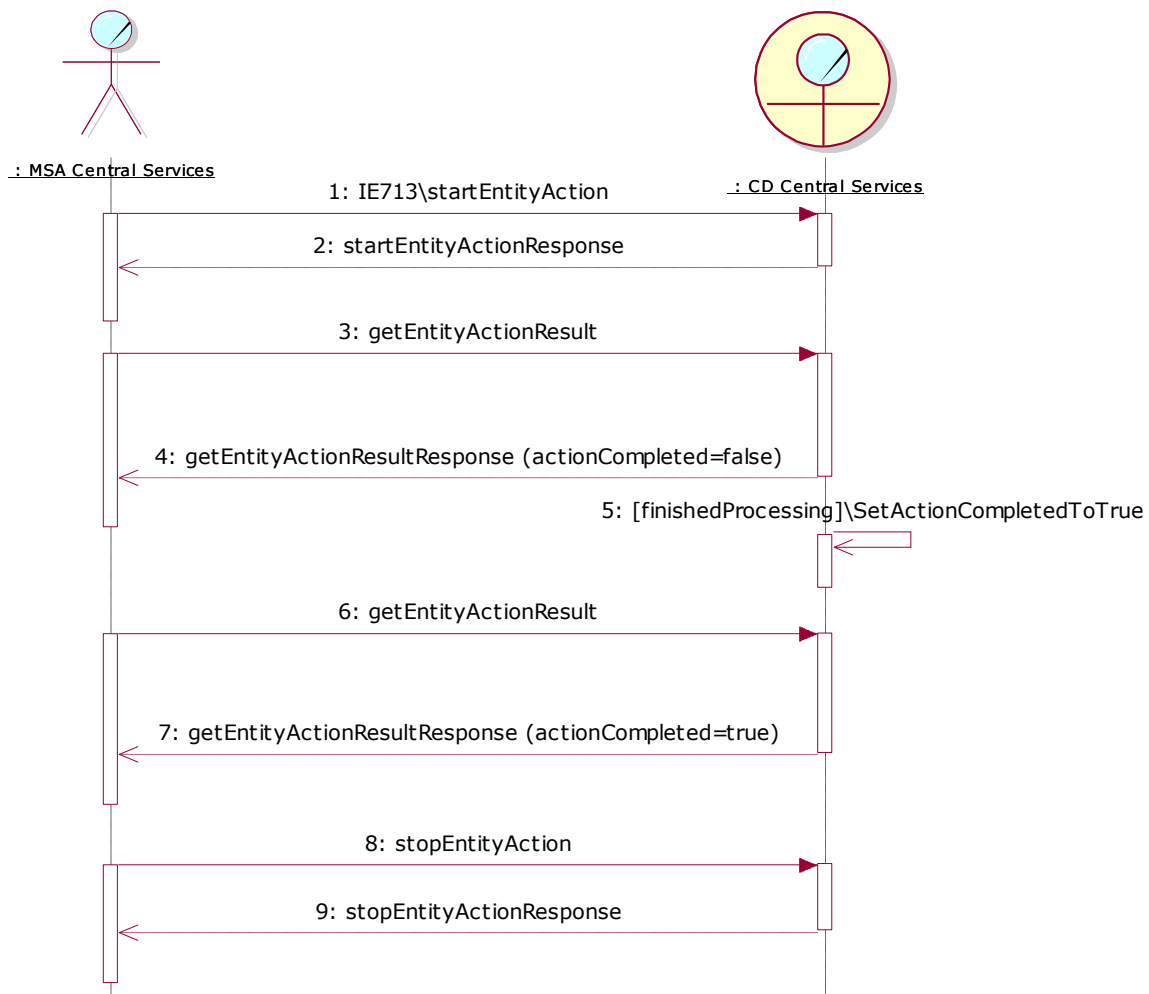 : MSA Central Services
: CD Central Services
1: IE713\startEntityAction
2: startEntityActionResponse
3: getEntityActionResult
4: getEntityActionResultResponse (actionCompleted=false)
5: [finishedProcessing]\SetActionCompletedToTrue
6: getEntityActionResult
7: getEntityActionResultResponse (actionCompleted=true)
8: stopEntityAction
9: stopEntityActionResponse